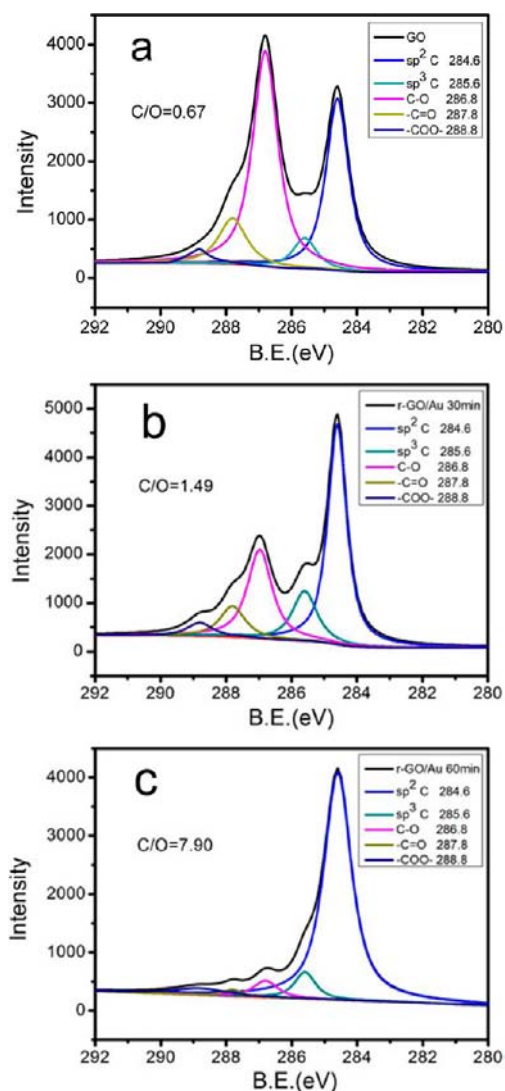 a
C/O=0.67
GO
sp² C 284.6
sp³ C 285.6
C-O 286.8
-C=O 287.8
-COO- 288.8
4000
3000
2000
1000
0
Intensity
292 290 288 286 284 282 280
B.E.(eV)
b
C/O=1.49
r-GO/Au 30min
sp² C 284.6
sp³ C 285.6
C-O 286.8
-C=O 287.8
-COO- 288.8
5000
4000
3000
2000
1000
0
Intensity
292 290 288 286 284 282 280
B.E.(eV)
c
C/O=7.90
r-GO/Au 60min
sp² C 284.6
sp³ C 285.6
C-O 286.8
-C=O 287.8
-COO- 288.8
4000
3000
2000
1000
0
Intensity
292 290 288 286 284 282 280
B.E.(eV)